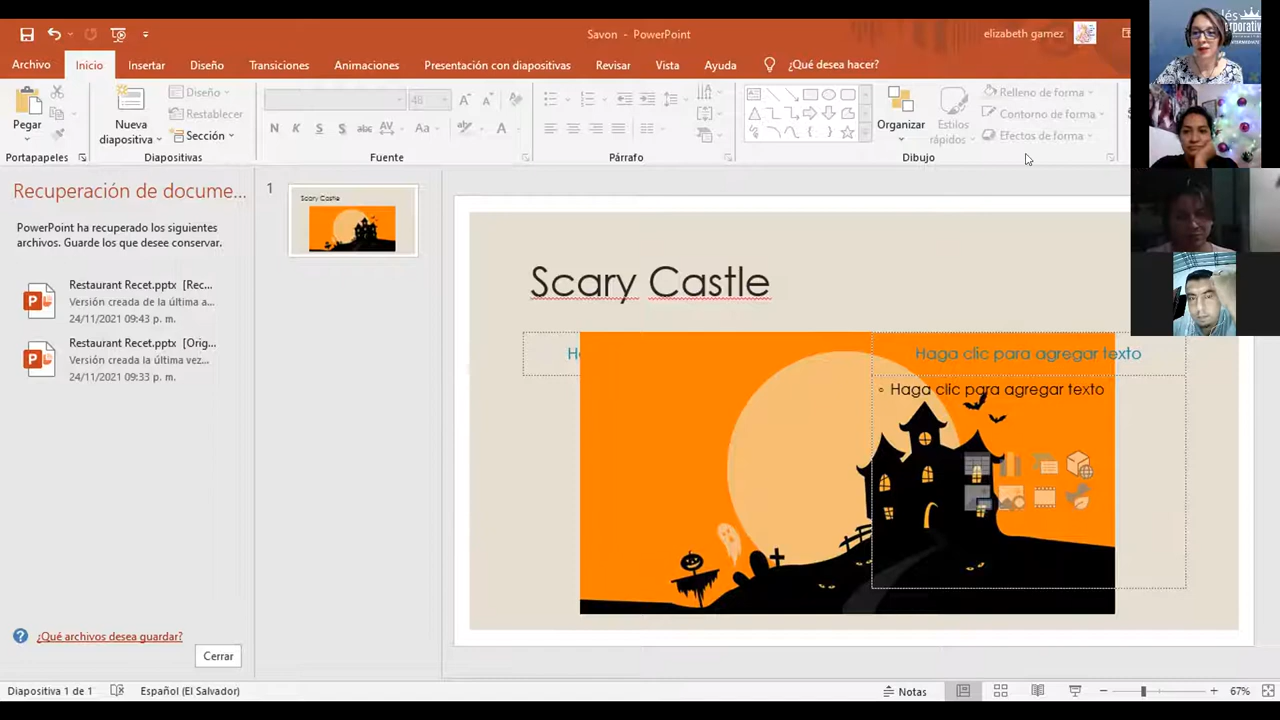 Savon - PowerPoint
elizabeth gamez
Archivo
Inicio
Insertar
Diseño
Transiciones
Animaciones
Presentación con diapositivas
Revisar
Vista
Ayuda
¿Qué desea hacer?
Pegar
Portapapeles
Nueva
diapositiva
Diseño
Restablecer
Sección
Diapositivas
48
N K S S abc AV Aa
Fuente
Párrafo
Organizar
Estilos
rápidos
Relleno de forma
Contorno de forma
Efectos de forma
Dibujo
Recuperación de docume...
PowerPoint ha recuperado los siguientes
archivos. Guarde los que desee conservar.
Restaurant Recet.pptx [Rec...
Versión creada de la última a...
24/11/2021 09:43 p. m.
Restaurant Recet.pptx [Orig...
Versión creada la última vez...
24/11/2021 09:33 p. m.
¿Qué archivos desea guardar?
Cerrar
1
Scary Castle
Scary Castle
Haga clic para agregar texto
Haga clic para agregar texto
Diapositiva 1 de 1
Español (El Salvador)
Notas
67%